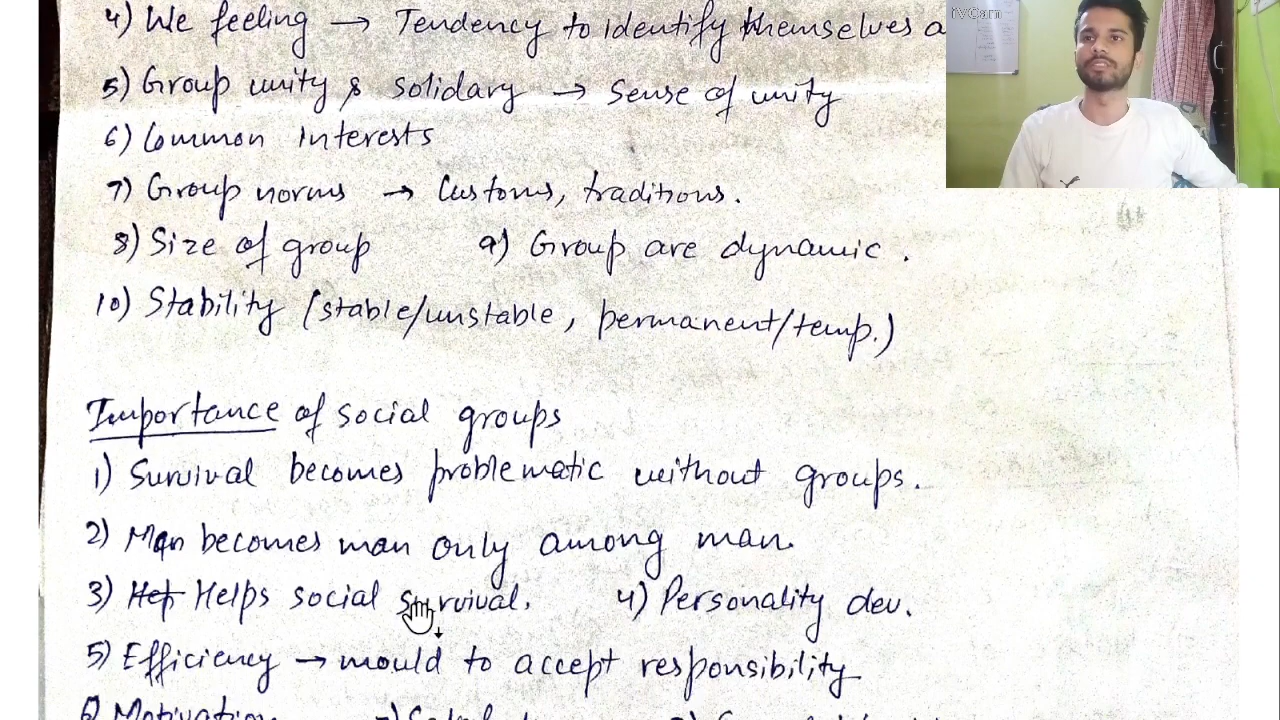 4) We feeling → Tendency to identify themselves a
5) Group unity & solidary → Sense of unity
6) Common interests
7) Group norms → Customs, traditions.
8) Size of group 9) Group are dynamic.
10) Stability (stable/unstable, permanent/temp.)
Importance of social groups
1) Survival becomes problematic without groups.
2) Man becomes man only among man.
3) Hep Helps social survival. 4) Personality dev.
5) Efficiency → mould to accept responsibility
6) Motivation